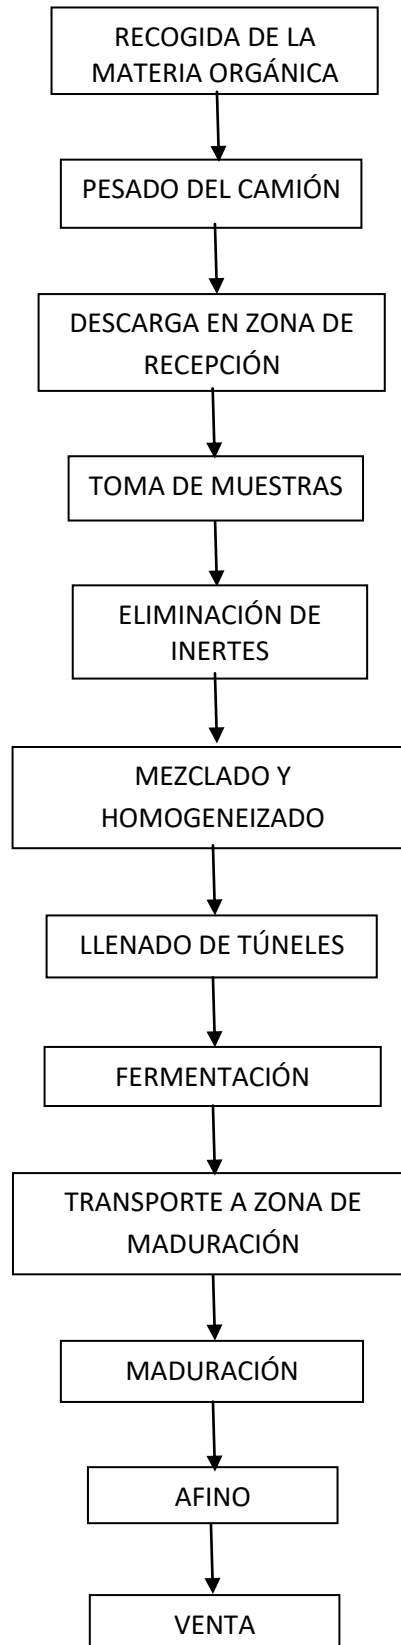 RECOGIDA DE LA
MATERIA ORGÁNICA
PESADO DEL CAMIÓN
DESCARGA EN ZONA DE
RECEPCIÓN
TOMA DE MUESTRAS
ELIMINACIÓN DE
INERTES
MEZCLADO Y
HOMOGENEIZADO
LLENADO DE TÚNELES
FERMENTACIÓN
TRANSPORTE A ZONA DE
MADURACIÓN
MADURACIÓN
AFINO
VENTA